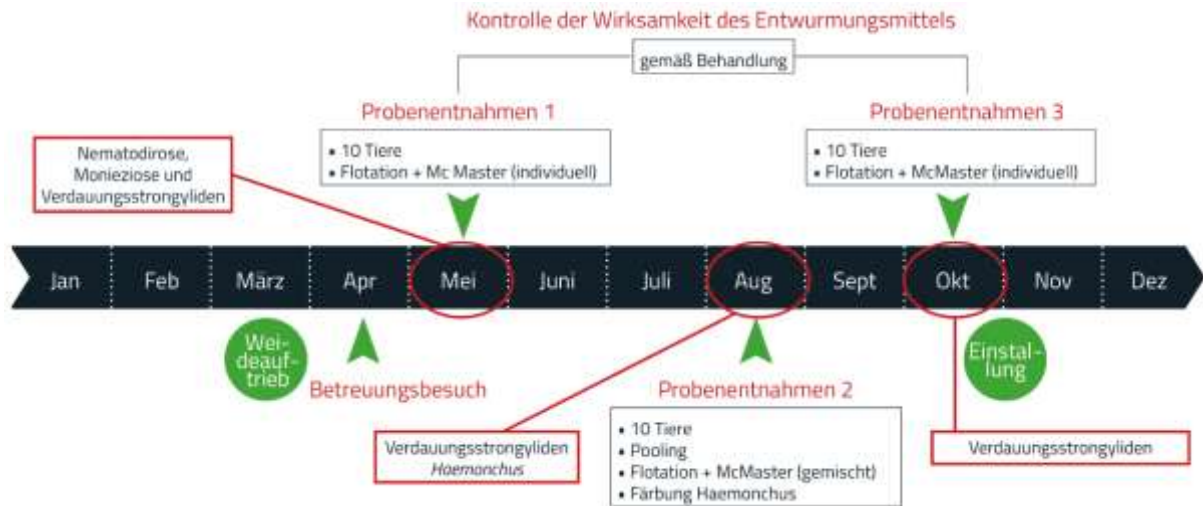 Kontrolle der Wirksamkeit des Entwurmungsmittels
gemäß Behandlung
Probenentnahmen 1
• 10 Tiere
• Flotation + Mc Master (individuell)
Probenentnahmen 3
• 10 Tiere
• Flotation + McMaster (individuell)
Nematodirose,
Monieziose und
Verdauungsstrongyliden
Jan
Feb
März
Apr
Mei
Juni
Juli
Aug
Sept
Okt
Nov
Dez
Wei-
deauf-
trieb
Betreuungsbesuch
Verdauungsstrongyliden
Haemonchus
Probenentnahmen 2
• 10 Tiere
• Pooling
• Flotation + McMaster (gemischt)
• Färbung Haemonchus
Einstal-
lung
Verdauungsstrongyliden